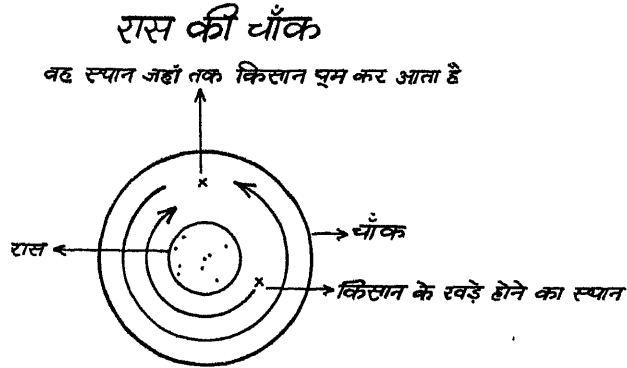 रास की चाँक
वह स्थान जहाँ तक किसान घूम कर आता है
चाँक
रास
किसान के खड़े होने का स्थान